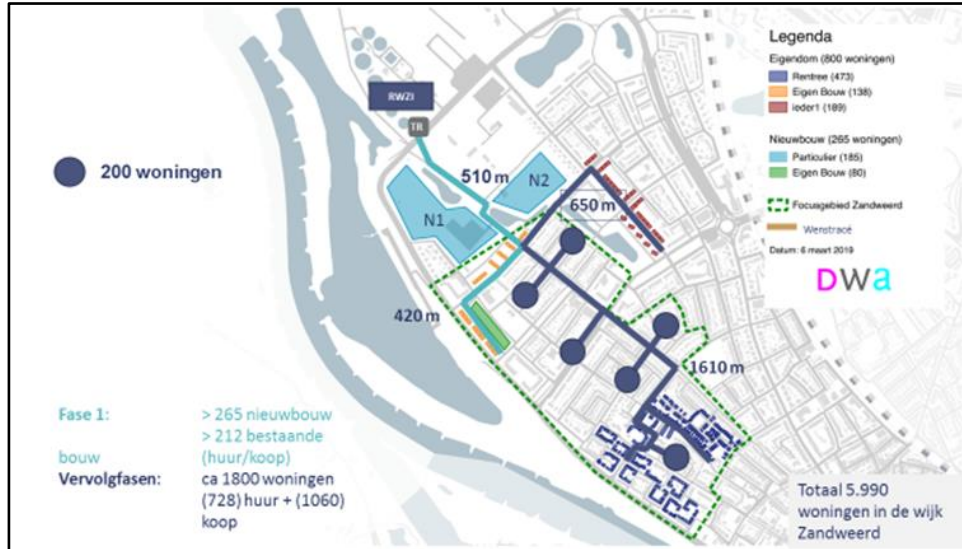 RWZI
TR
200 woningen
510 m
N2
N1
650 m
420 m
1610 m
Legenda
Eigendom (800 woningen)
Rentree (473)
Eigen Bouw (138)
ieder1 (189)
Nieuwbouw (265 woningen)
Particulier (185)
Eigen Bouw (80)
Focusgebied Zandweerd
Wenstracé
Datum: 6 maart 2019
DWa
Fase 1: > 265 nieuwbouw
> 212 bestaande
bouw (huur/koop)
Vervolgfasen: ca 1800 woningen
(728) huur + (1060)
koop
Totaal 5.990
woningen in de wijk
Zandweerd